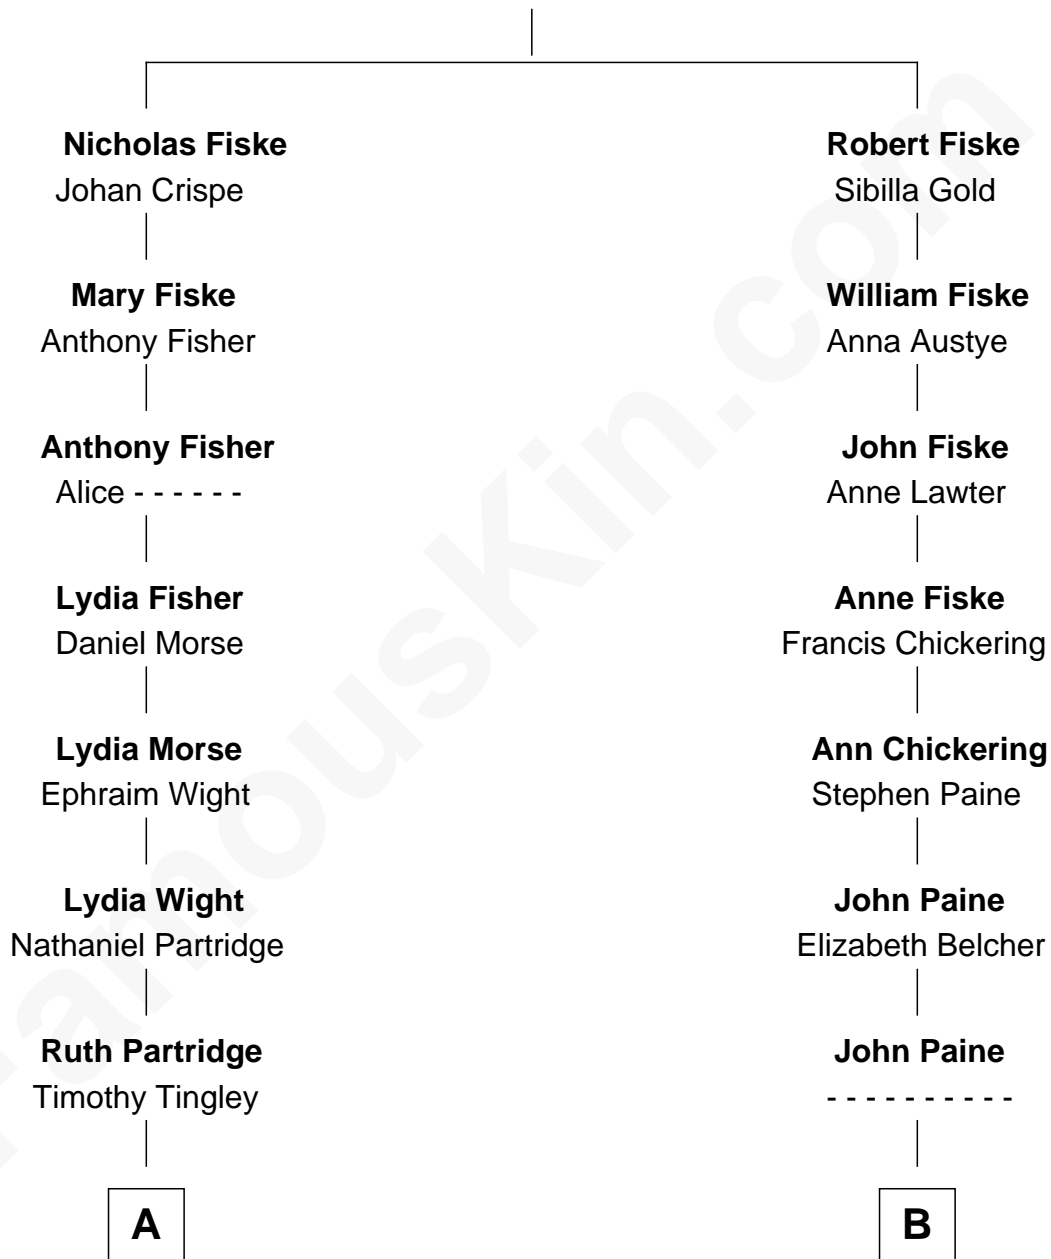 Nicholas Fiske
Johan Crispe
Mary Fiske
Anthony Fisher
Anthony Fisher
Alice - - - - - -
Lydia Fisher
Daniel Morse
Lydia Morse
Ephraim Wight
Lydia Wight
Nathaniel Partridge
Ruth Partridge
Timothy Tingley
A
Robert Fiske
Sibilla Gold
William Fiske
Anna Austye
John Fiske
Anne Lawter
Anne Fiske
Francis Chickering
Ann Chickering
Stephen Paine
John Paine
Elizabeth Belcher
John Paine
- - - - - - - - - -
B
FamousKin.com